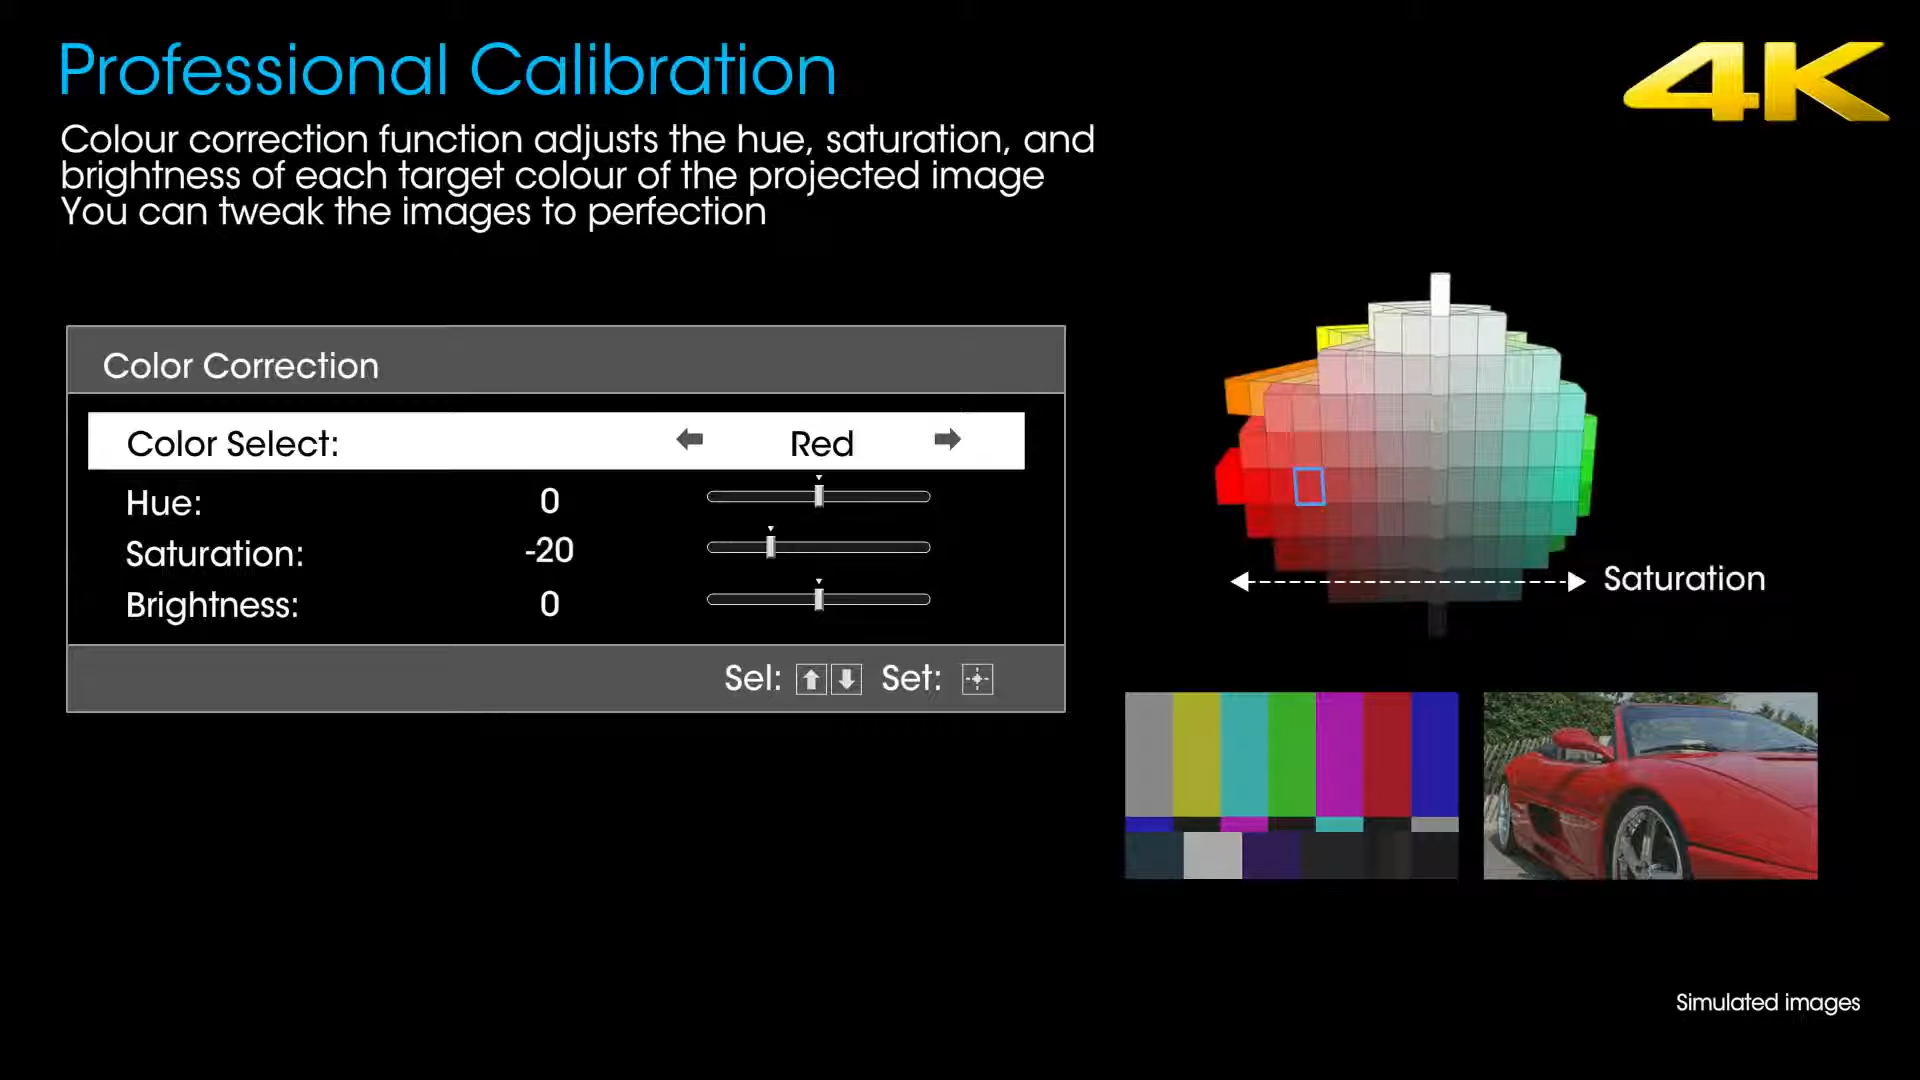 Professional Calibration
4K
Colour correction function adjusts the hue, saturation, and
brightness of each target colour of the projected image
You can tweak the images to perfection
Color Correction
Color Select: Red
Hue: 0
Saturation: -20
Brightness: 0
Sel: Set:
Saturation
Simulated images